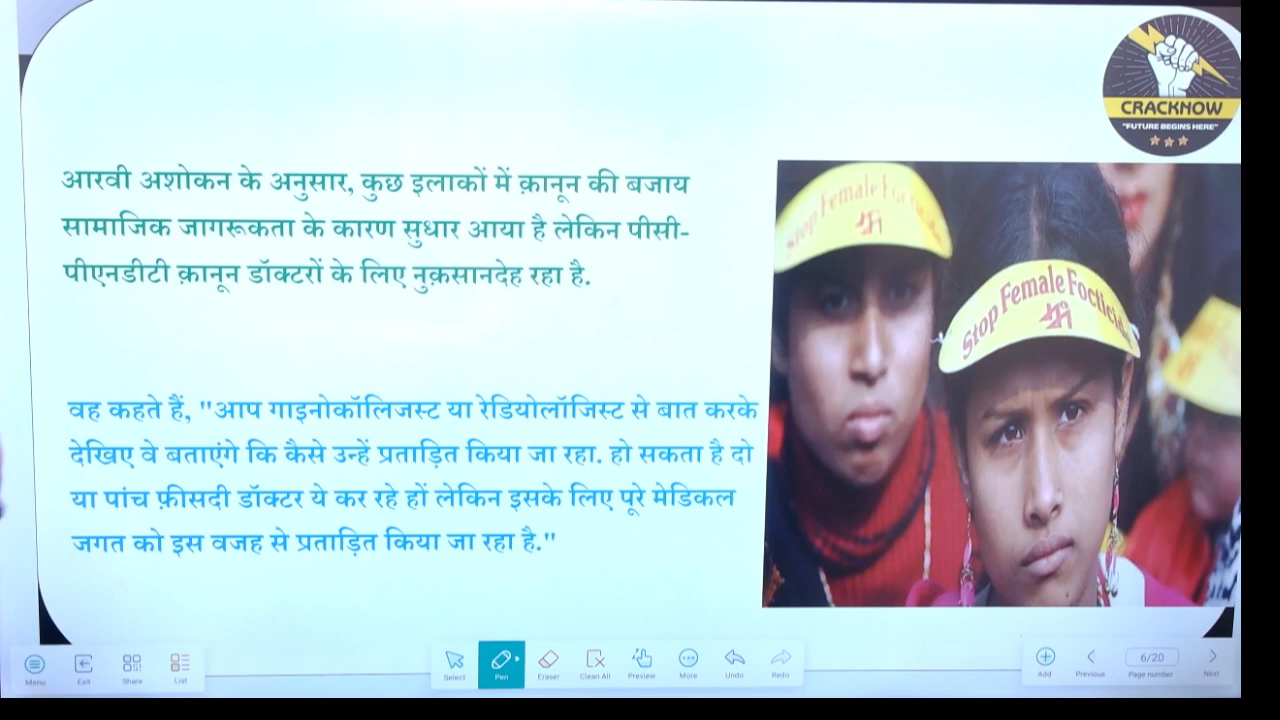 CRACKNOW
"FUTURE BEGINS HERE"
आरवी अशोकन के अनुसार, कुछ इलाकों में क़ानून की बजाय
सामाजिक जागरूकता के कारण सुधार आया है लेकिन पीसी-
पीएनडीटी क़ानून डॉक्टरों के लिए नुक़सानदेह रहा है.
वह कहते हैं, "आप गाइनोकॉलिजस्ट या रेडियोलॉजिस्ट से बात करके
देखिए वे बताएंगे कि कैसे उन्हें प्रताड़ित किया जा रहा. हो सकता है दो
या पांच फ़ीसदी डॉक्टर ये कर रहे हों लेकिन इसके लिए पूरे मेडिकल
जगत को इस वजह से प्रताड़ित किया जा रहा है."
Stop Female Foeticide
Stop Female Foeticide
Menu Exit Share List Select Pen Eraser Clean All Preview More Undo Redo Add Previous 6/20 Page number Next